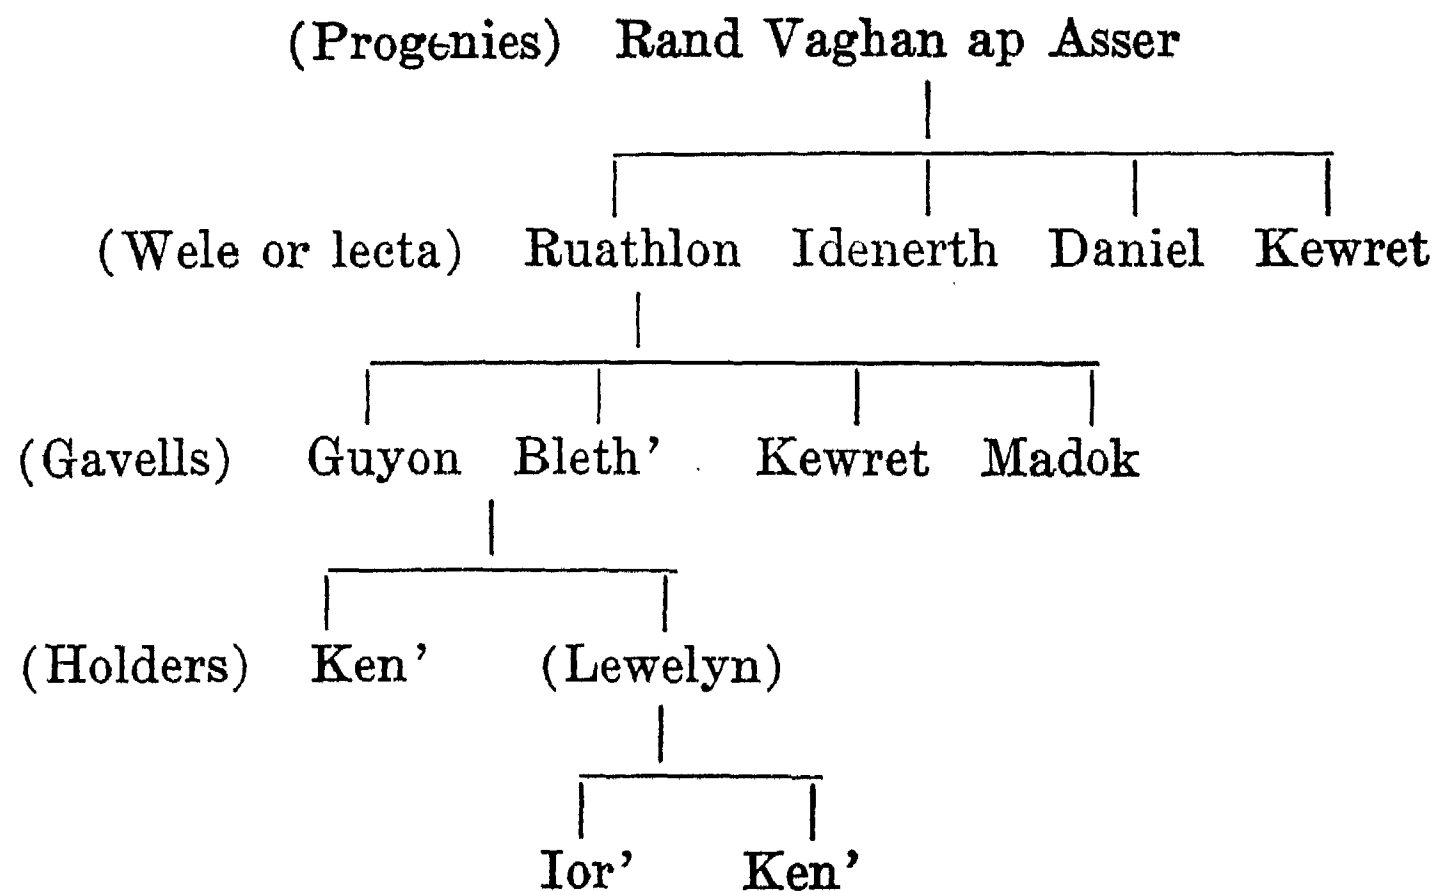 (Progenies) Rand Vaghan ap Asser
(Wele or lecta) Ruathlon Idenerth Daniel Kewret
(Gavells) Guyon Bleth’ Kewret Madok
(Holders) Ken’ (Lewelyn)
Ior’ Ken’